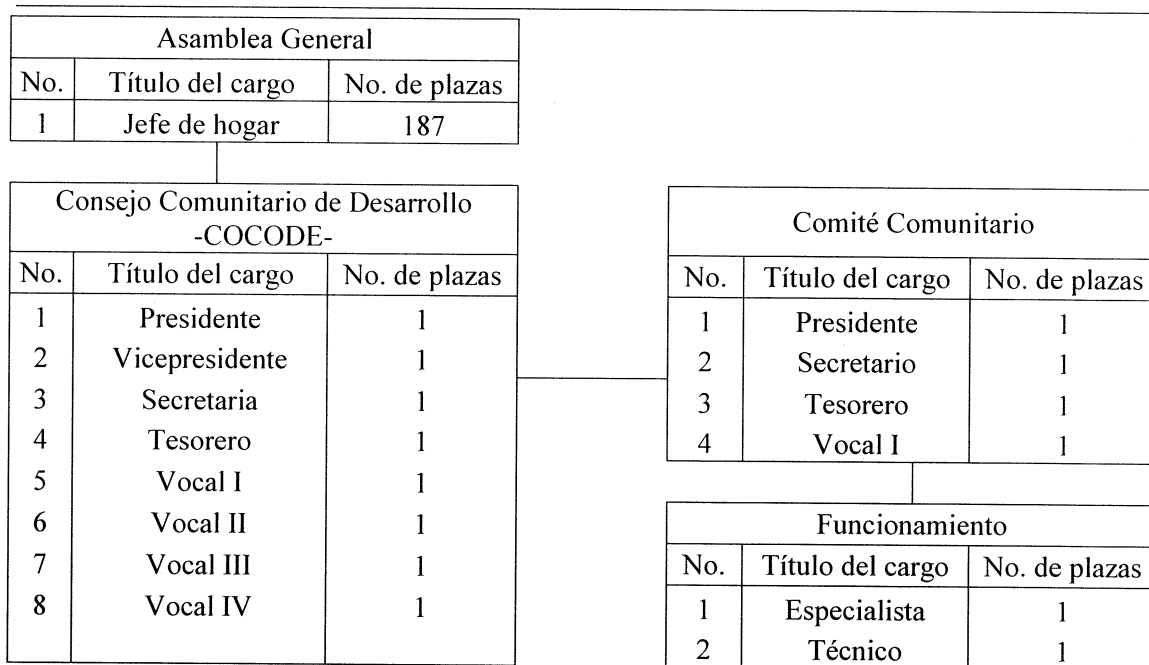 Asamblea General
No. Título del cargo No. de plazas
1 Jefe de hogar 187
Consejo Comunitario de Desarrollo
-COCODE-
No. Título del cargo No. de plazas
1 Presidente 1
2 Vicepresidente 1
3 Secretaria 1
4 Tesorero 1
5 Vocal I 1
6 Vocal II 1
7 Vocal III 1
8 Vocal IV 1
Comité Comunitario
No. Título del cargo No. de plazas
1 Presidente 1
2 Secretario 1
3 Tesorero 1
4 Vocal I 1
Funcionamiento
No. Título del cargo No. de plazas
1 Especialista 1
2 Técnico 1